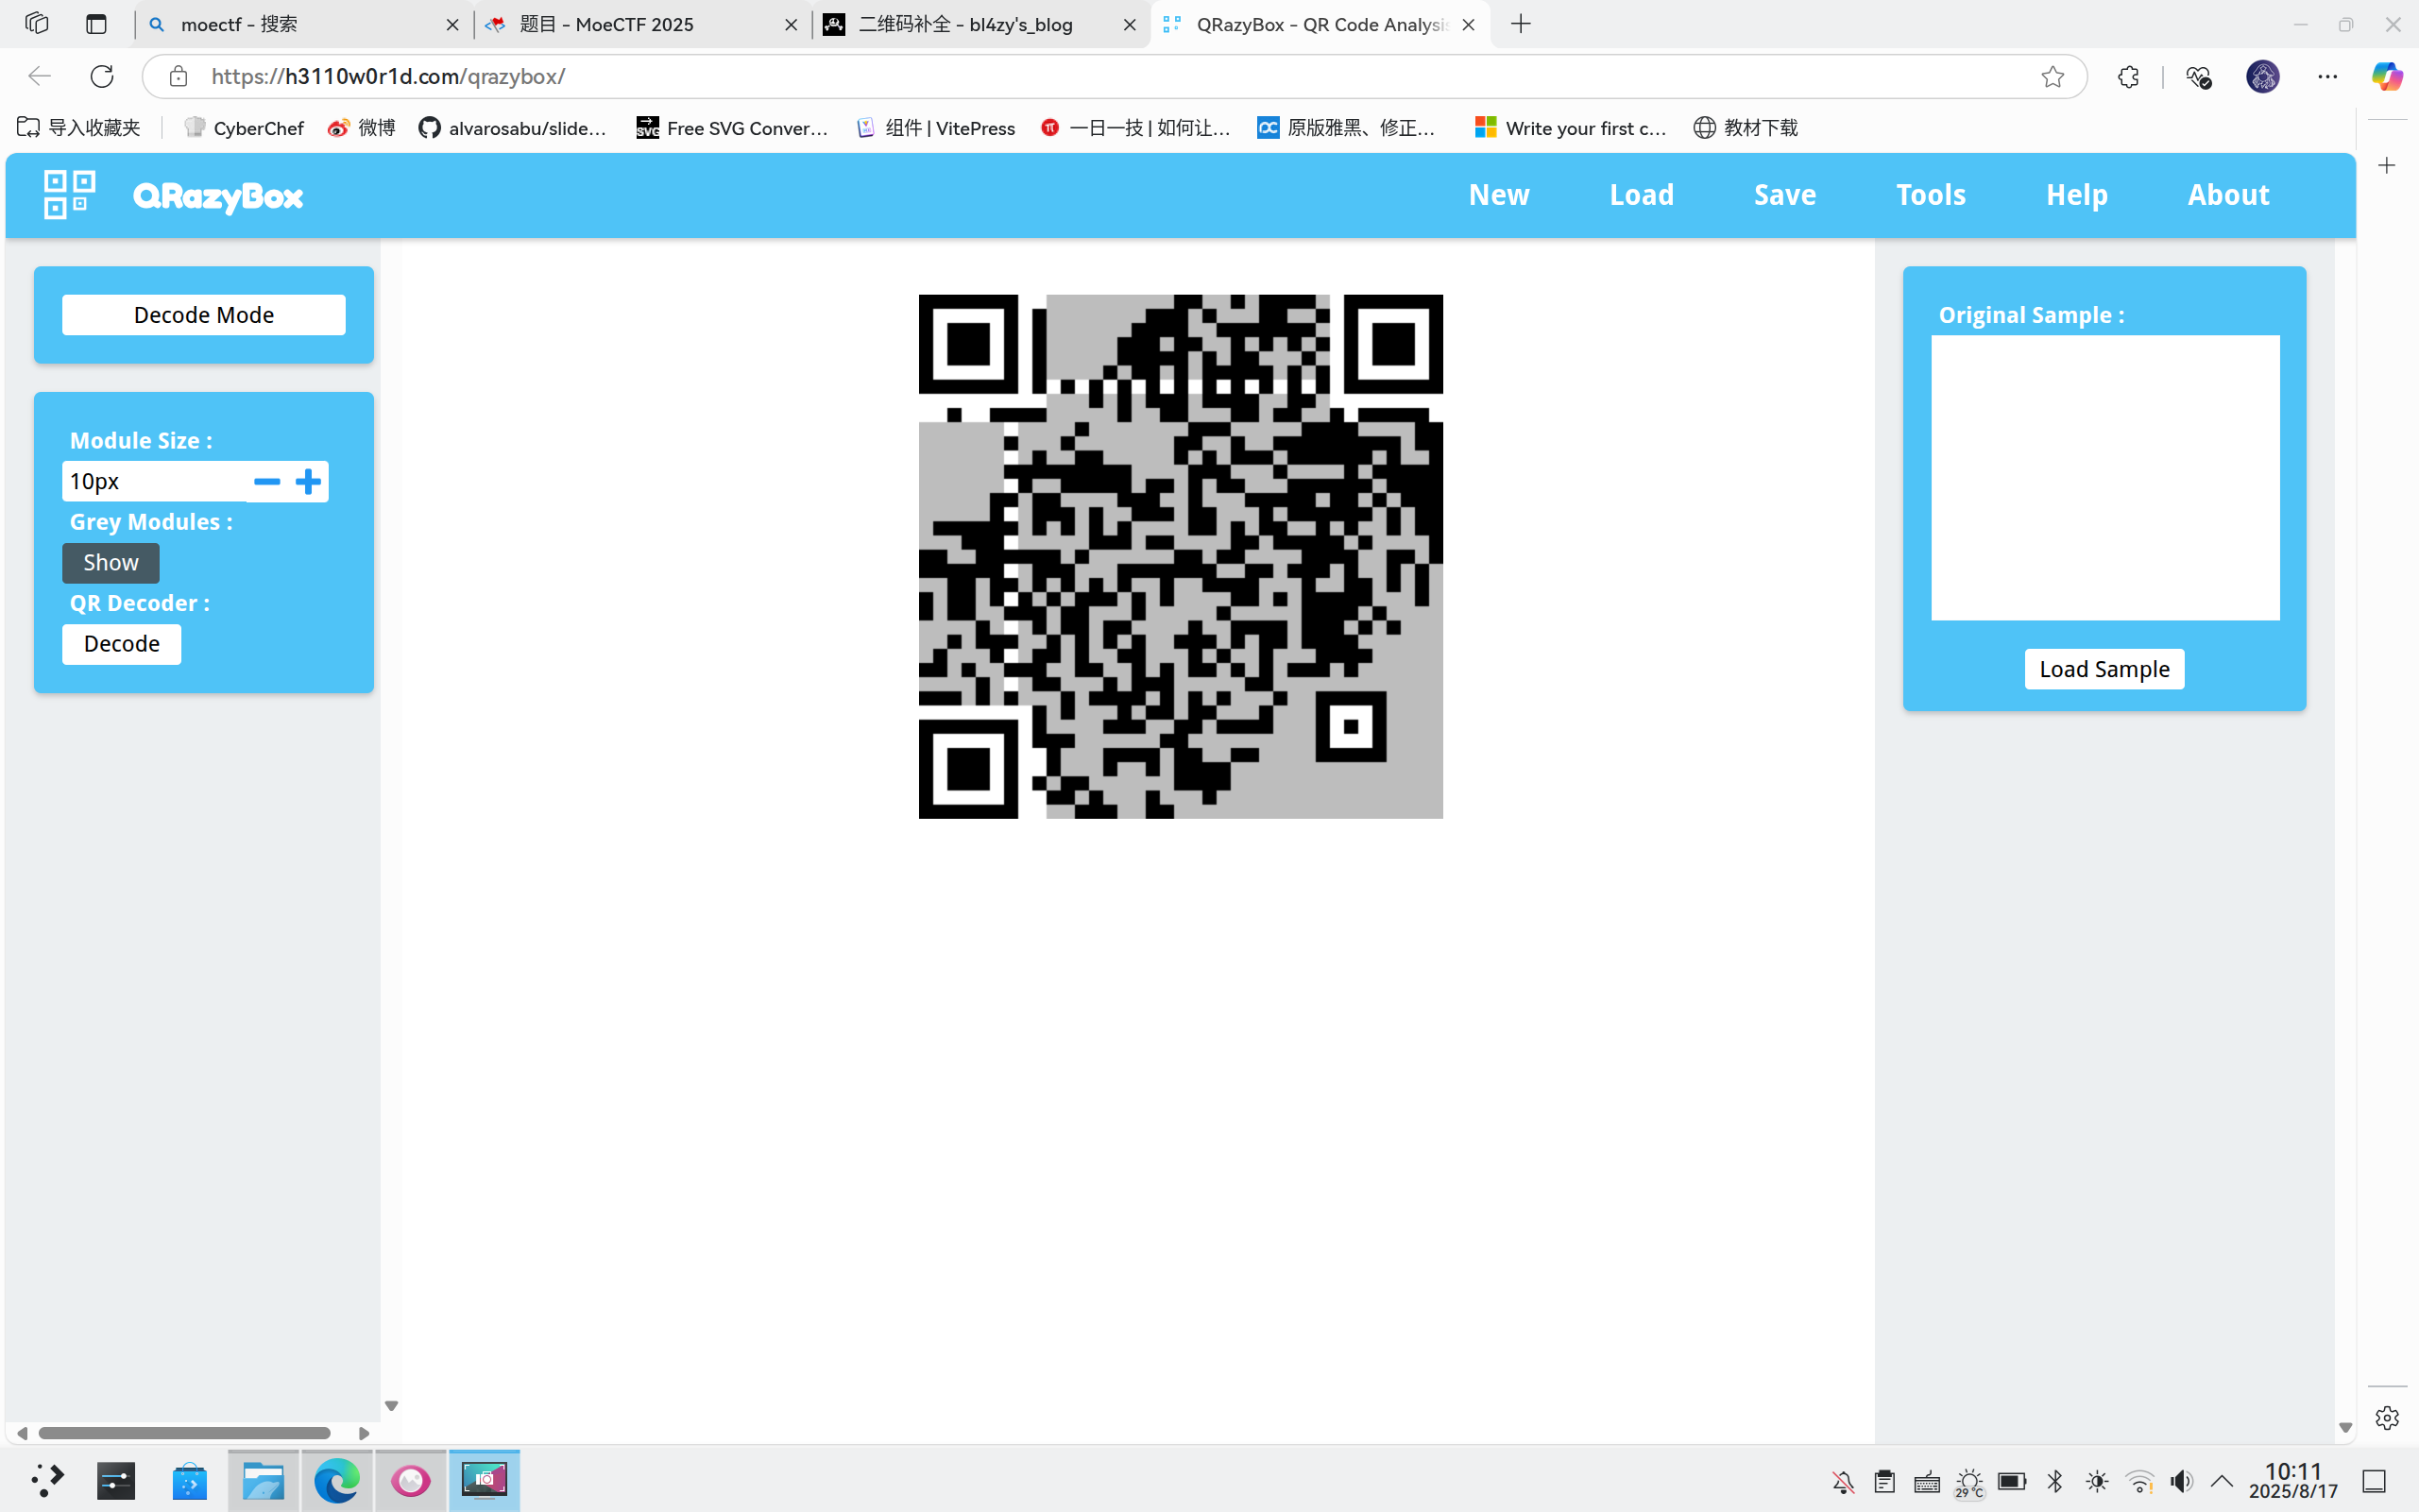 moectf - 搜索
题目 - MoeCTF 2025
二维码补全 - bl4zy's_blog
QRazyBox - QR Code Analysis
https://h3110w0r1d.com/qrazybox/
导入收藏夹
CyberChef
微博
alvarosabu/slide...
Free SVG Conver...
组件 | VitePress
一日一技 | 如何让...
原版雅黑、修正...
Write your first c...
教材下载
QRazyBox
New
Load
Save
Tools
Help
About
Decode Mode
Module Size :
10px
Grey Modules :
Show
QR Decoder :
Decode
Original Sample :
Load Sample
29 °C
10:11
2025/8/17